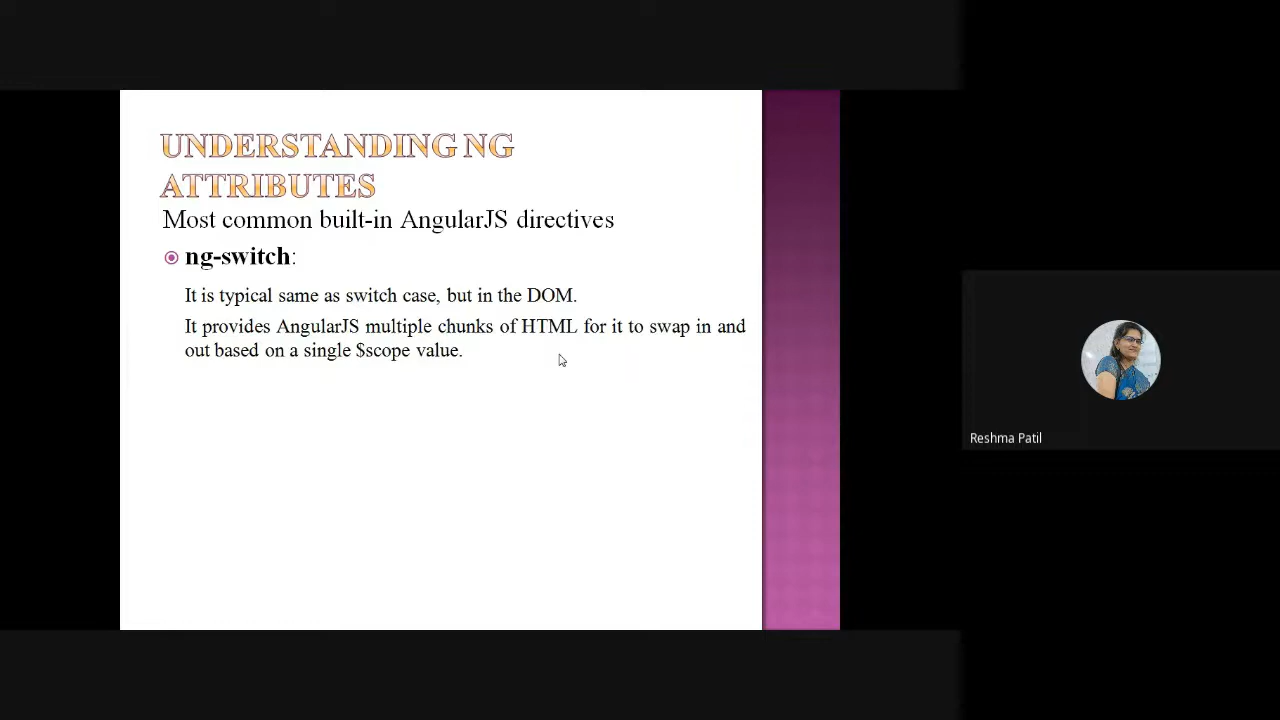 UNDERSTANDING NG
ATTRIBUTES
Most common built-in AngularJS directives
ng-switch:
It is typical same as switch case, but in the DOM.
It provides AngularJS multiple chunks of HTML for it to swap in and
out based on a single $scope value.
Reshma Patil